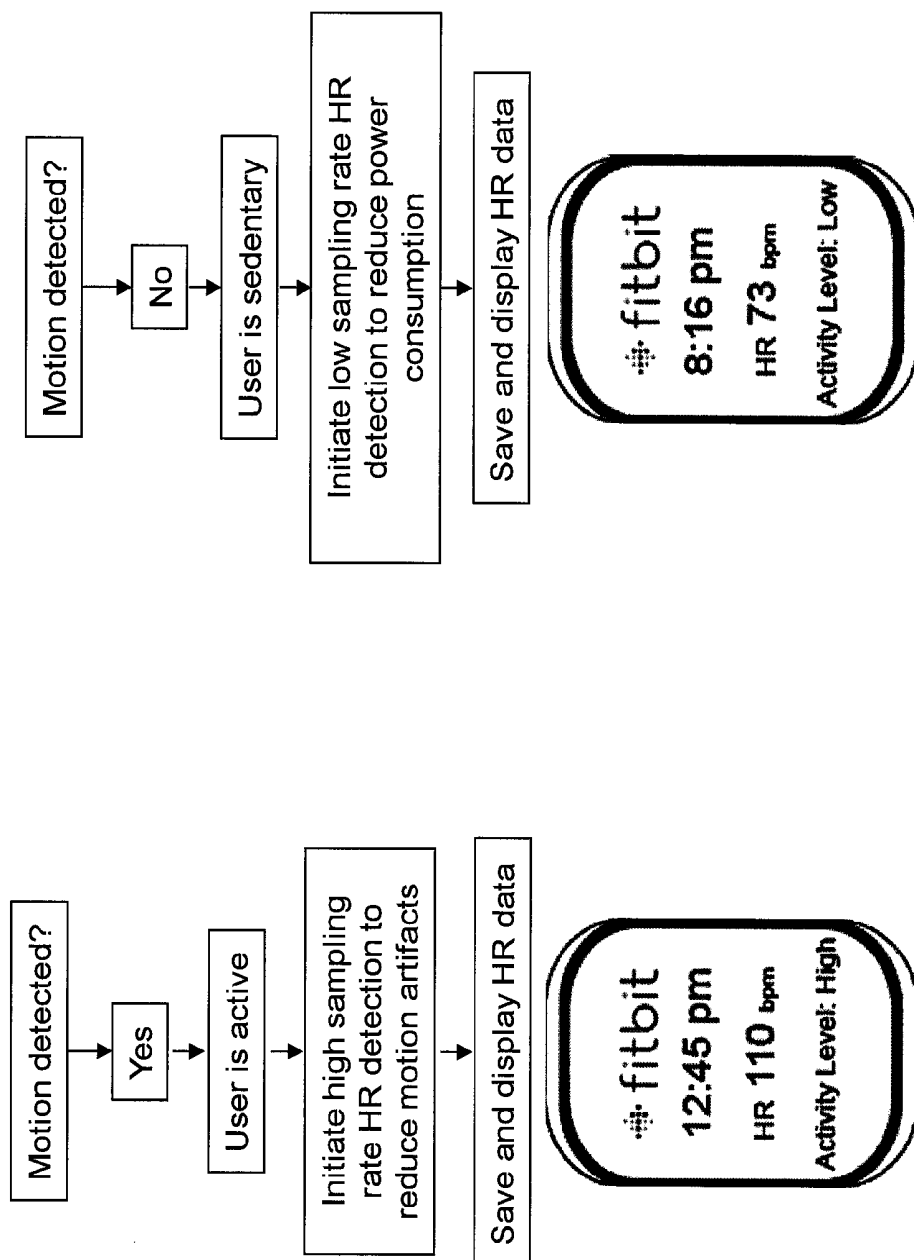 Motion detected?
Yes
User is active
Initiate high sampling
rate HR detection to
reduce motion artifacts
Save and display HR data
fitbit
12:45 pm
HR 110 bpm
Activity Level: High
Motion detected?
No
User is sedentary
Initiate low sampling rate HR
detection to reduce power
consumption
Save and display HR data
fitbit
8:16 pm
HR 73 bpm
Activity Level: Low